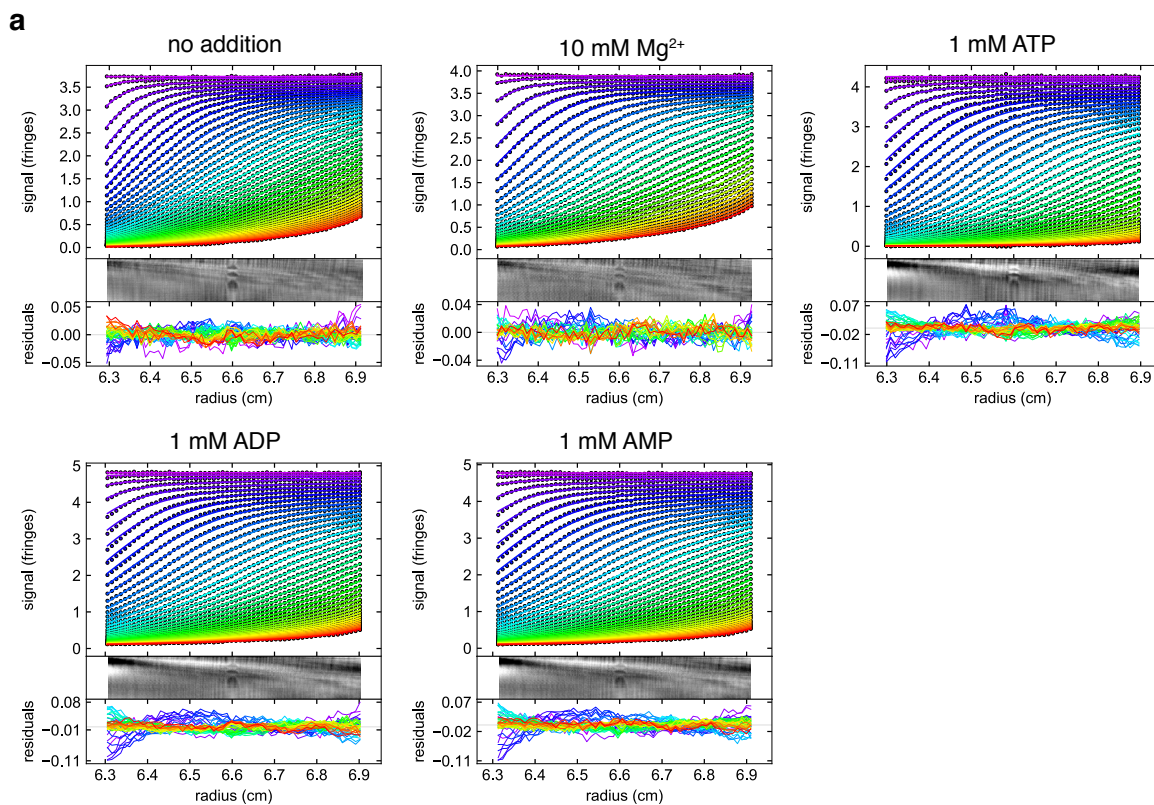 a
no addition
10 mM Mg²⁺
1 mM ATP
signal (fringes)
3.5
3.0
2.5
2.0
1.5
1.0
0.5
0.0
residuals
0.05
0.00
−0.05
6.3 6.4 6.5 6.6 6.7 6.8 6.9
radius (cm)
signal (fringes)
4.0
3.5
3.0
2.5
2.0
1.5
1.0
0.5
0.0
residuals
0.04
0.00
−0.04
6.3 6.4 6.5 6.6 6.7 6.8 6.9
radius (cm)
signal (fringes)
4
3
2
1
0
residuals
0.07
−0.02
−0.11
6.3 6.4 6.5 6.6 6.7 6.8 6.9
radius (cm)
1 mM ADP
1 mM AMP
signal (fringes)
5
4
3
2
1
0
residuals
0.08
−0.01
−0.11
6.3 6.4 6.5 6.6 6.7 6.8 6.9
radius (cm)
signal (fringes)
5
4
3
2
1
0
residuals
0.07
−0.02
−0.11
6.3 6.4 6.5 6.6 6.7 6.8 6.9
radius (cm)